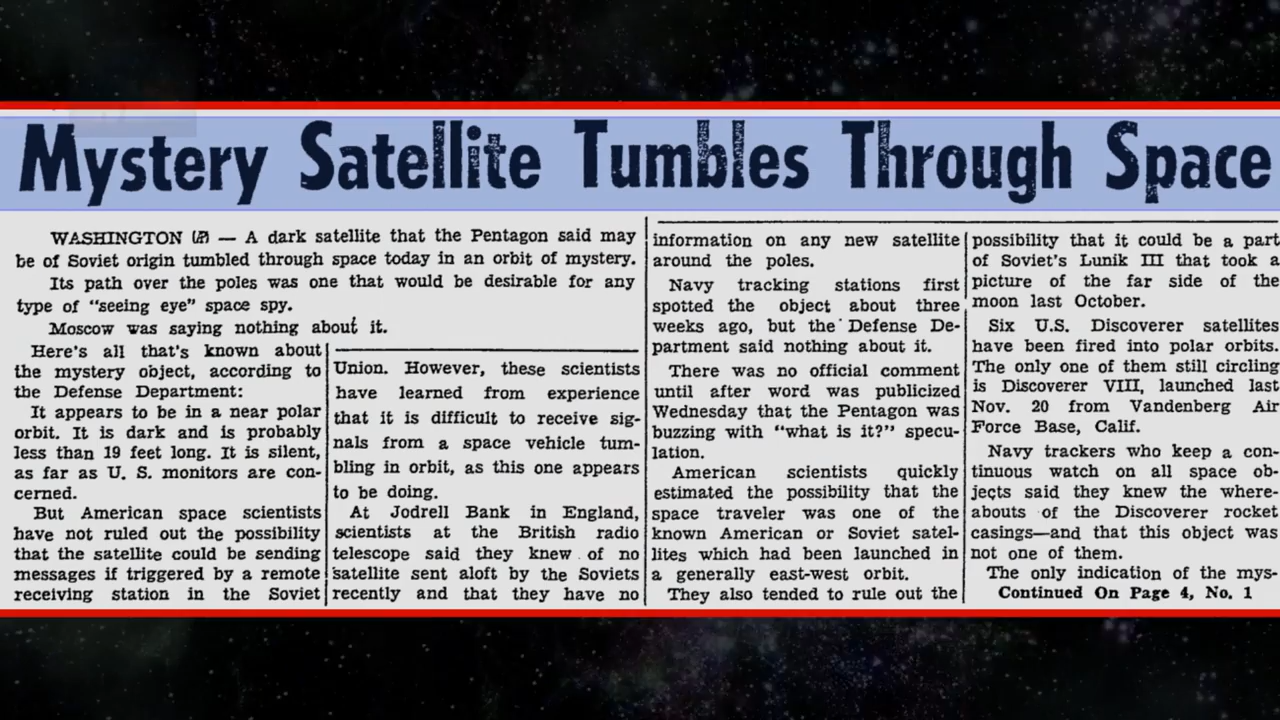 Mystery Satellite Tumbles Through Space
WASHINGTON (AP) — A dark satellite that the Pentagon said may
be of Soviet origin tumbled through space today in an orbit of mystery.
Its path over the poles was one that would be desirable for any
type of "seeing eye" space spy.
Moscow was saying nothing about it.
Here's all that's known about
the mystery object, according to
the Defense Department:
It appears to be in a near polar
orbit. It is dark and is probably
less than 19 feet long. It is silent,
as far as U. S. monitors are con-
cerned.
But American space scientists
have not ruled out the possibility
that the satellite could be sending
messages if triggered by a remote
receiving station in the Soviet
Union. However, these scientists
have learned from experience
that it is difficult to receive sig-
nals from a space vehicle tum-
bling in orbit, as this one appears
to be doing.
At Jodrell Bank in England,
scientists at the British radio
telescope said they knew of no
satellite sent aloft by the Soviets
recently and that they have no
information on any new satellite
around the poles.
Navy tracking stations first
spotted the object about three
weeks ago, but the Defense De-
partment said nothing about it.
There was no official comment
until after word was publicized
Wednesday that the Pentagon was
buzzing with "what is it?" specu-
lation.
American scientists quickly
estimated the possibility that the
space traveler was one of the
known American or Soviet satel-
lites which had been launched in
a generally east-west orbit.
They also tended to rule out the
possibility that it could be a part
of Soviet's Lunik III that took a
picture of the far side of the
moon last October.
Six U.S. Discoverer satellites
have been fired into polar orbits.
The only one of them still circling
is Discoverer VIII, launched last
Nov. 20 from Vandenberg Air
Force Base, Calif.
Navy trackers who keep a con-
tinuous watch on all space ob-
jects said they knew the where-
abouts of the Discoverer rocket
casings—and that this object was
not one of them.
The only indication of the mys-
Continued On Page 4, No. 1